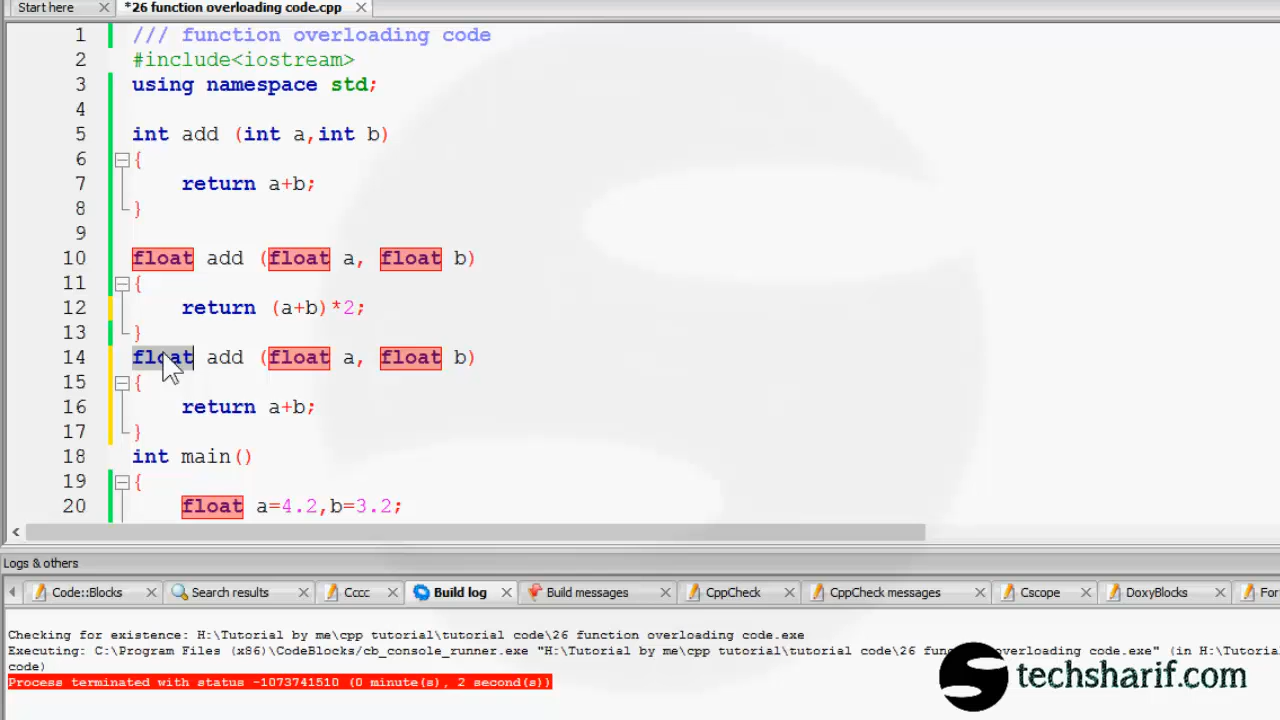 Start here
*26 function overloading code.cpp
1 /// function overloading code
2 #include<iostream>
3 using namespace std;
4
5 int add (int a,int b)
6 {
7 return a+b;
8 }
9
10 float add (float a, float b)
11 {
12 return (a+b)*2;
13 }
14 float add (float a, float b)
15 {
16 return a+b;
17 }
18 int main()
19 {
20 float a=4.2,b=3.2;
Logs & others
Code::Blocks
Search results
Cccc
Build log
Build messages
CppCheck
CppCheck messages
Cscope
DoxyBlocks
For
Checking for existence: H:\Tutorial by me\cpp tutorial\tutorial code\26 function overloading code.exe
Executing: C:\Program Files (x86)\CodeBlocks/cb_console_runner.exe "H:\Tutorial by me\cpp tutorial\tutorial code\26 func overloading code.exe" (in H:\Tutorial
code)
Process terminated with status -1073741510 (0 minute(s), 2 second(s))
techsharif.com